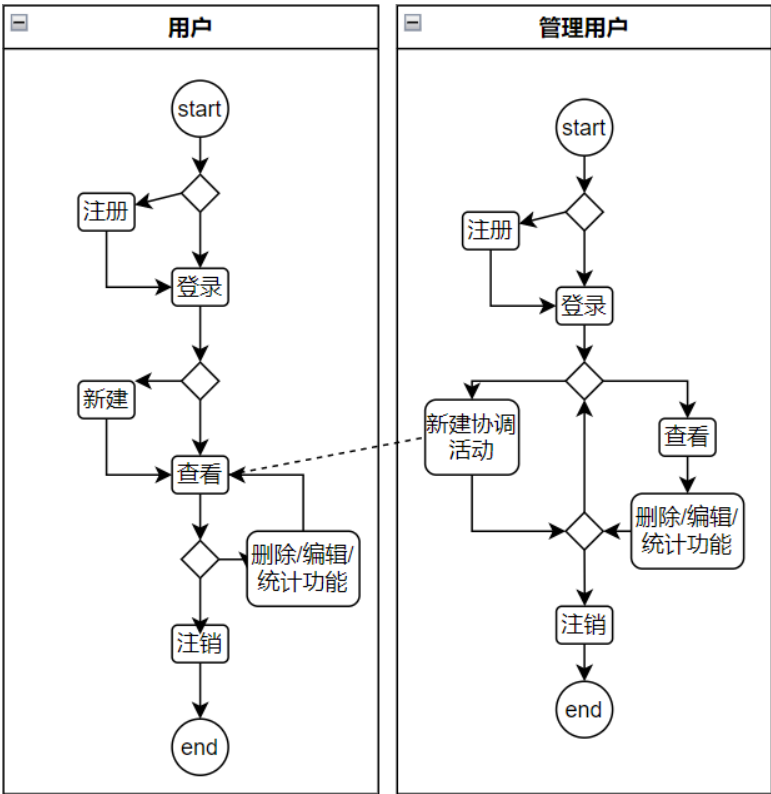 用户
start
注册
登录
新建
查看
删除/编辑/
统计功能
注销
end
管理用户
start
注册
登录
新建协调
活动
查看
删除/编辑/
统计功能
注销
end